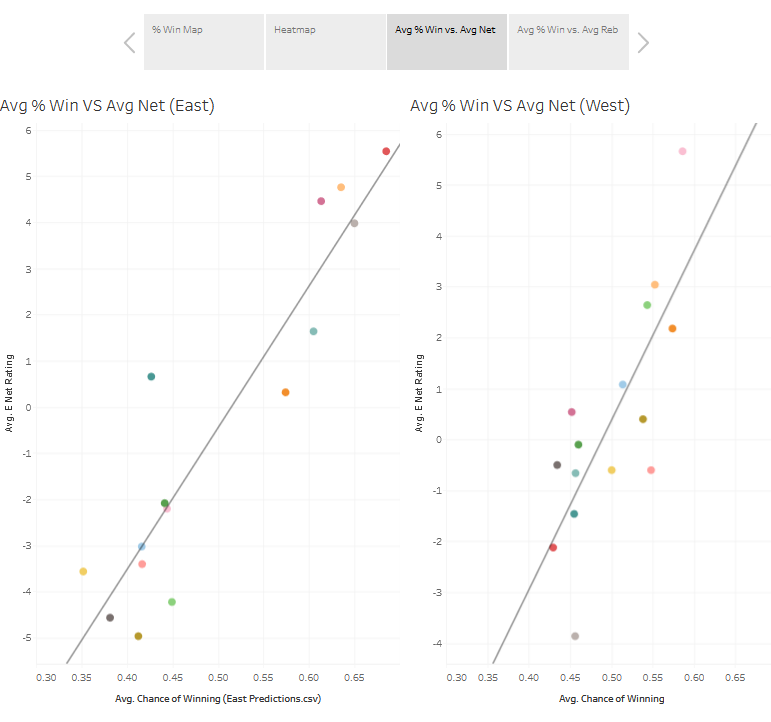 % Win Map
Heatmap
Avg % Win vs. Avg Net
Avg % Win vs. Avg Reb
Avg % Win VS Avg Net (East)
6
5
4
3
2
1
0
-1
-2
-3
-4
-5
Avg. E Net Rating
0.30 0.35 0.40 0.45 0.50 0.55 0.60 0.65
Avg. Chance of Winning (East Predictions.csv)
Avg % Win VS Avg Net (West)
6
5
4
3
2
1
0
-1
-2
-3
-4
Avg. E Net Rating
0.30 0.35 0.40 0.45 0.50 0.55 0.60 0.65
Avg. Chance of Winning